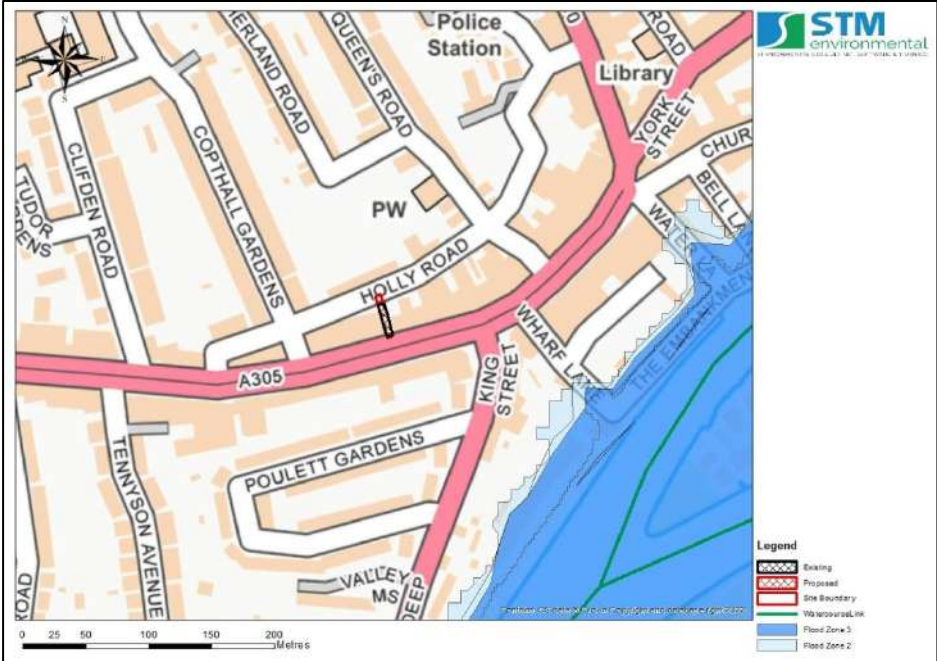 Police
Station
STM
environmental
Library
ROAD
YORK
STREET
CHUR
BELL LA
WATER LA
QUEEN'S ROAD
HERLAND ROAD
COPTHALL GARDENS
CLIFDEN ROAD
TUDOR
PW
HOLLY ROAD
WHARF LA
THE EMBANKMENT
A305
KING
STREET
POULETT GARDENS
TENNYSON AVENUE
VALLEY
MS
ROAD
DEEP
0 25 50 100 150 200
Metres
Legend
Existing
Proposed
Site Boundary
WatercourseLink
Flood Zone 3
Flood Zone 2